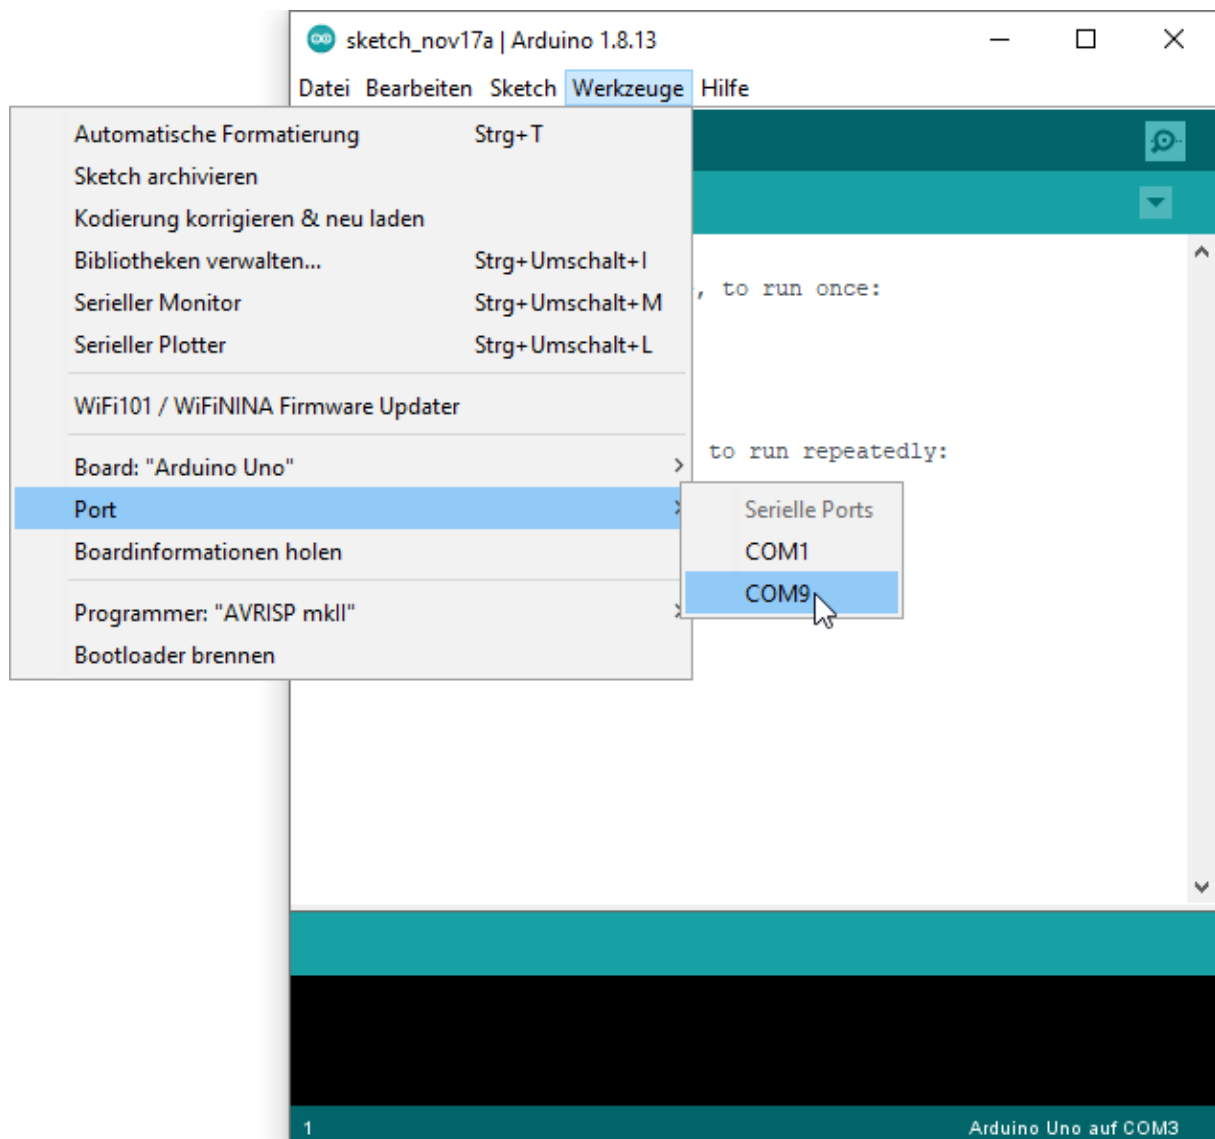 sketch_nov17a | Arduino 1.8.13
Datei Bearbeiten Sketch Werkzeuge Hilfe
Automatische Formatierung Strg+T
Sketch archivieren
Kodierung korrigieren & neu laden
Bibliotheken verwalten... Strg+Umschalt+I
Serieller Monitor Strg+Umschalt+M
Serieller Plotter Strg+Umschalt+L
WiFi101 / WiFiNINA Firmware Updater
Board: "Arduino Uno"
Port
Boardinformationen holen
Programmer: "AVRISP mkII"
Bootloader brennen
, to run once:
to run repeatedly:
Serielle Ports
COM1
COM9
1 Arduino Uno auf COM3